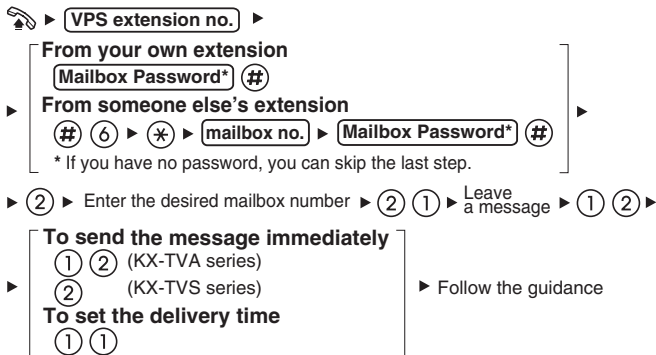 VPS extension no.
From your own extension
Mailbox Password* #
From someone else's extension
# 6 * mailbox no. Mailbox Password* #
* If you have no password, you can skip the last step.
2 Enter the desired mailbox number 2 1 Leave a message 1 2
To send the message immediately
1 2 (KX-TVA series)
2 (KX-TVS series)
Follow the guidance
To set the delivery time
1 1